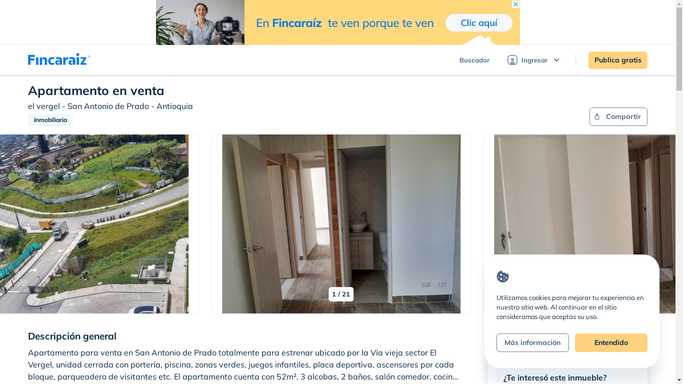 En Fincaraíz te ven porque te ven
Clic aquí
Fincaraíz
Buscador
Ingresar
Publica gratis
Apartamento en venta
el vergel - San Antonio de Prado - Antioquia
Inmobiliaria
Compartir
1 / 21
Utilizamos cookies para mejorar tu experiencia en
nuestro sitio web. Al continuar en el sitio
consideramos que aceptas su uso.
Más información
Entendido
Descripción general
Apartamento para venta en San Antonio de Prado totalmente para estrenar ubicado por la Vía vieja sector El
Vergel, unidad cerrada con portería, piscina, zonas verdes, juegos infantiles, placa deportiva, ascensores por cada
bloque, parqueadero de visitantes etc. El apartamento cuenta con 52m², 3 alcobas, 2 baños, salón comedor, cocin...
¿Te interesó este inmueble?